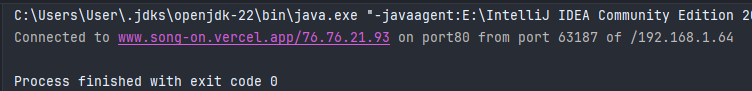 C:\Users\User\.jdks\openjdk-22\bin\java.exe "-javaagent:E:\IntelliJ IDEA Community Edition 20
Connected to www.song-on.vercel.app/76.76.21.93 on port80 from port 63187 of /192.168.1.64
Process finished with exit code 0